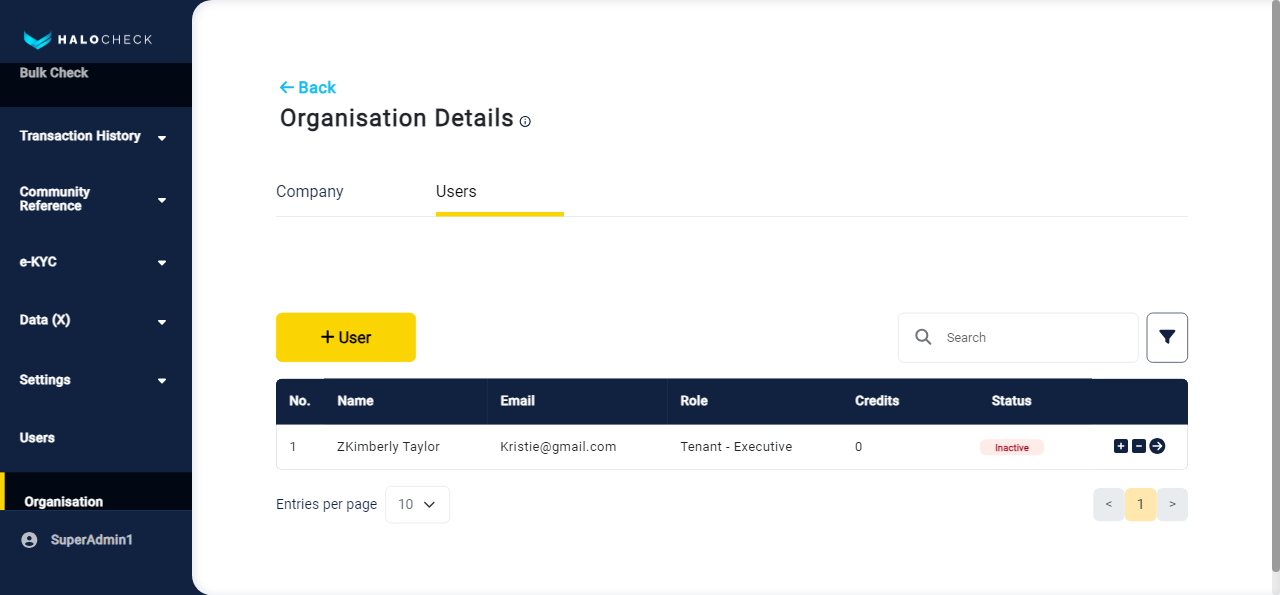 HALOCHECK
Bulk Check
Transaction History
Community
Reference
e-KYC
Data (X)
Settings
Users
Organisation
SuperAdmin1
Back
Organisation Details
Company Users
+ User
Search
No. Name Email Role Credits Status
1 ZKimberly Taylor Kristie@gmail.com Tenant - Executive 0 Inactive
Entries per page 10
< 1 >